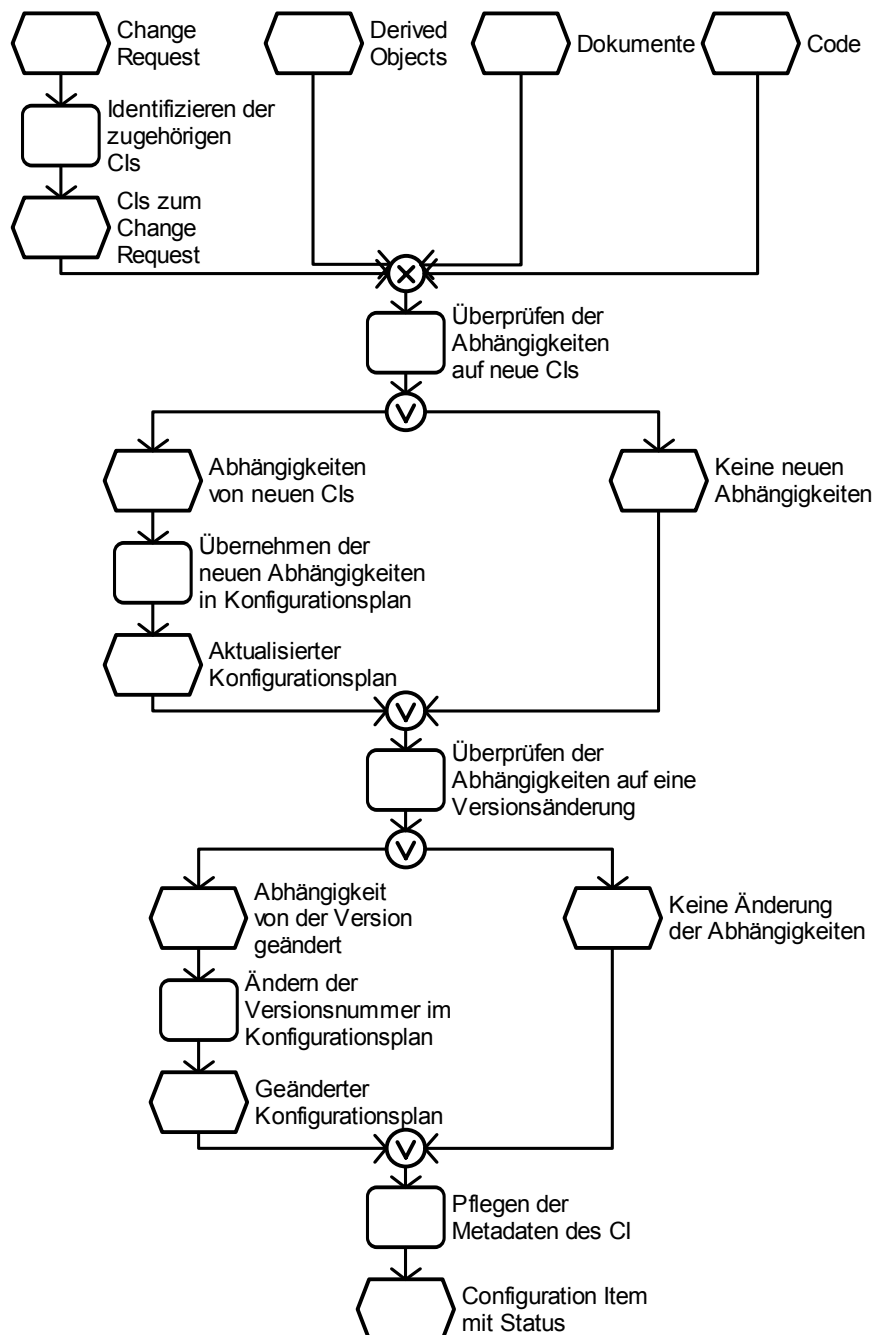 Change
Request
Derived
Objects
Dokumente
Code
Identifizieren der
zugehörigen
CIs
CIs zum
Change
Request
Überprüfen der
Abhängigkeiten
auf neue CIs
Abhängigkeiten
von neuen CIs
Keine neuen
Abhängigkeiten
Übernehmen der
neuen Abhängigkeiten
in Konfigurationsplan
Aktualisierter
Konfigurationsplan
Überprüfen der
Abhängigkeiten auf eine
Versionsänderung
Abhängigkeit
von der Version
geändert
Keine Änderung
der Abhängigkeiten
Ändern der
Versionsnummer im
Konfigurationsplan
Geänderter
Konfigurationsplan
Pflegen der
Metadaten des CI
Configuration Item
mit Status